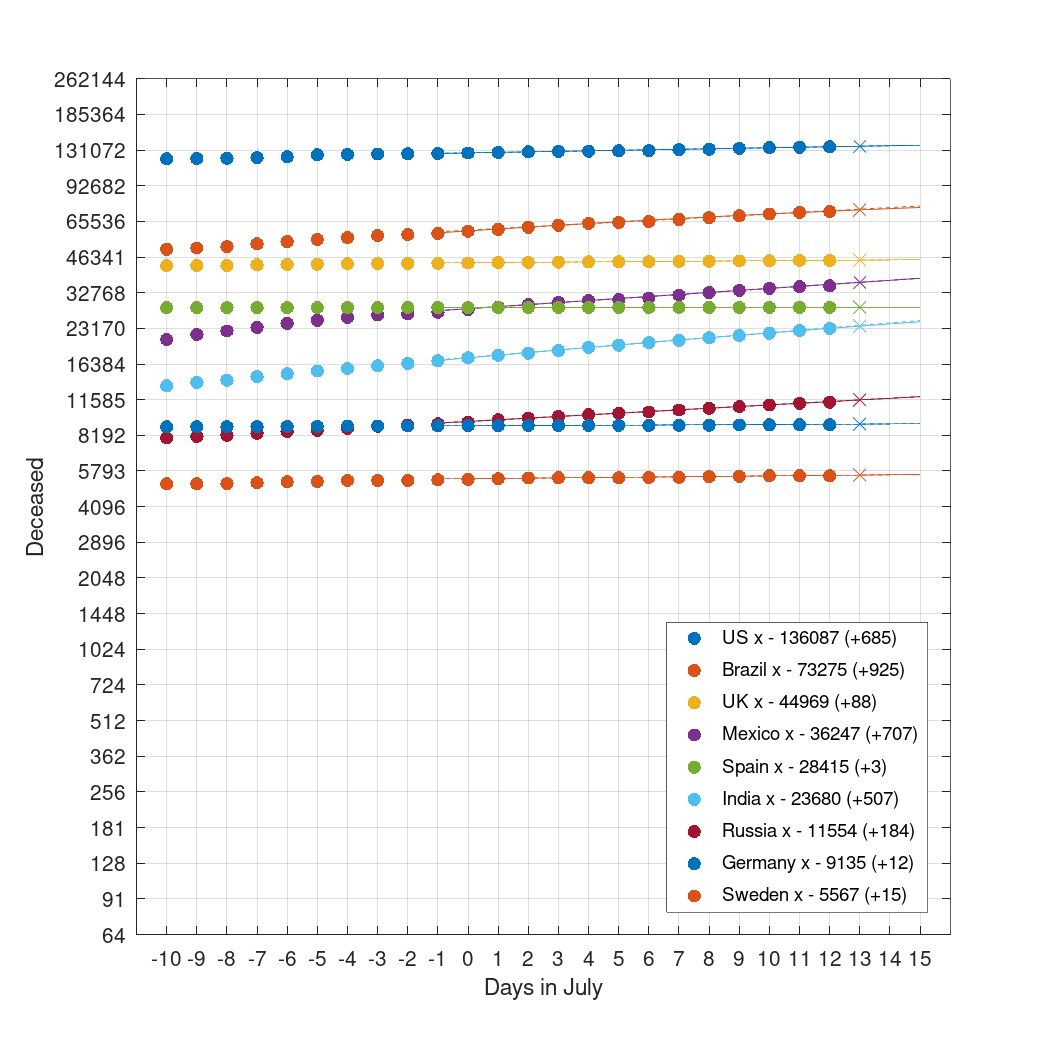 262144
185364
131072
92682
65536
46341
32768
23170
16384
11585
8192
5793
4096
2896
2048
1448
1024
724
512
362
256
181
128
91
64
Deceased
US x - 136087 (+685)
Brazil x - 73275 (+925)
UK x - 44969 (+88)
Mexico x - 36247 (+707)
Spain x - 28415 (+3)
India x - 23680 (+507)
Russia x - 11554 (+184)
Germany x - 9135 (+12)
Sweden x - 5567 (+15)
-10 -9 -8 -7 -6 -5 -4 -3 -2 -1 0 1 2 3 4 5 6 7 8 9 10 11 12 13 14 15
Days in July